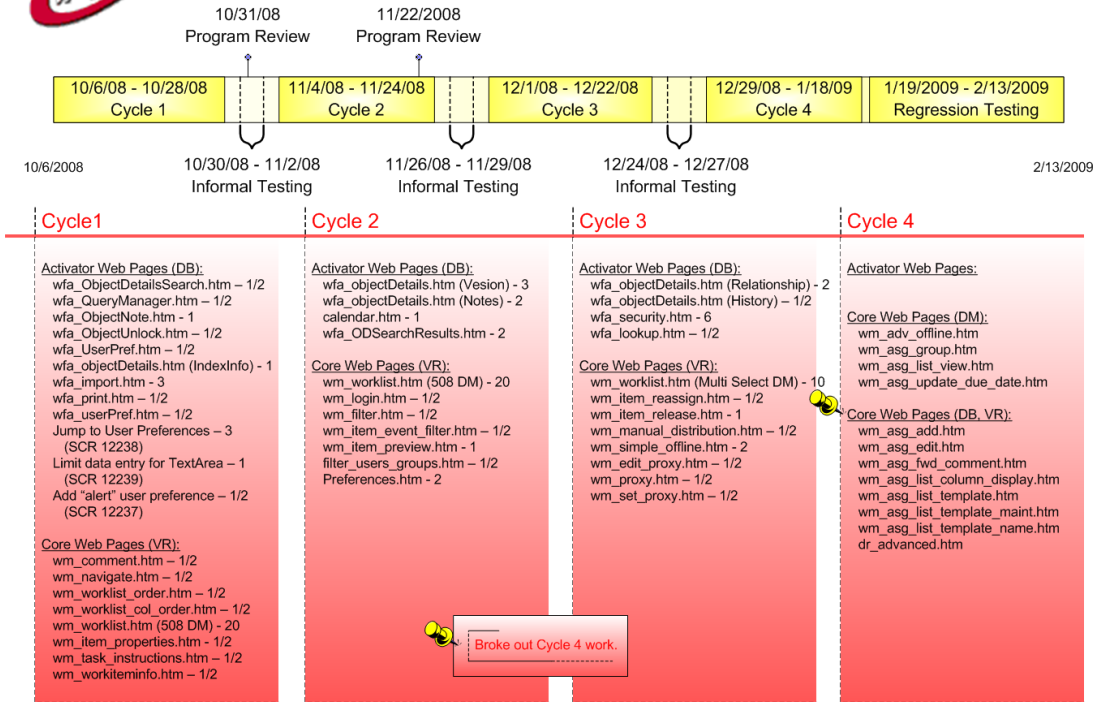 10/31/08
Program Review
11/22/2008
Program Review
10/6/08 - 10/28/08
Cycle 1
11/4/08 - 11/24/08
Cycle 2
12/1/08 - 12/22/08
Cycle 3
12/29/08 - 1/18/09
Cycle 4
1/19/2009 - 2/13/2009
Regression Testing
10/6/2008
10/30/08 - 11/2/08
Informal Testing
11/26/08 - 11/29/08
Informal Testing
12/24/08 - 12/27/08
Informal Testing
2/13/2009
Cycle1
Activator Web Pages (DB):
wfa_ObjectDetailsSearch.htm – 1/2
wfa_QueryManager.htm – 1/2
wfa_ObjectNote.htm - 1
wfa_ObjectUnlock.htm – 1/2
wfa_UserPref.htm – 1/2
wfa_objectDetails.htm (IndexInfo) - 1
wfa_import.htm - 3
wfa_print.htm – 1/2
wfa_userPref.htm – 1/2
Jump to User Preferences – 3
(SCR 12238)
Limit data entry for TextArea – 1
(SCR 12239)
Add “alert” user preference – 1/2
(SCR 12237)
Core Web Pages (VR):
wm_comment.htm – 1/2
wm_navigate.htm – 1/2
wm_worklist_order.htm – 1/2
wm_worklist_col_order.htm – 1/2
wm_worklist.htm (508 DM) - 20
wm_item_properties.htm - 1/2
wm_task_instructions.htm – 1/2
wm_workiteminfo.htm – 1/2
Cycle 2
Activator Web Pages (DB):
wfa_objectDetails.htm (Vesion) - 3
wfa_objectDetails.htm (Notes) - 2
calendar.htm - 1
wfa_ODSearchResults.htm - 2
Core Web Pages (VR):
wm_worklist.htm (508 DM) - 20
wm_login.htm – 1/2
wm_filter.htm – 1/2
wm_item_event_filter.htm – 1/2
wm_item_preview.htm - 1
filter_users_groups.htm – 1/2
Preferences.htm - 2
Broke out Cycle 4 work.
Cycle 3
Activator Web Pages (DB):
wfa_objectDetails.htm (Relationship) - 2
wfa_objectDetails.htm (History) – 1/2
wfa_security.htm - 6
wfa_lookup.htm – 1/2
Core Web Pages (VR):
wm_worklist.htm (Multi Select DM) - 10
wm_item_reassign.htm – 1/2
wm_item_release.htm - 1
wm_manual_distribution.htm – 1/2
wm_simple_offline.htm - 2
wm_edit_proxy.htm – 1/2
wm_proxy.htm – 1/2
wm_set_proxy.htm – 1/2
Cycle 4
Activator Web Pages:
Core Web Pages (DM):
wm_adv_offline.htm
wm_asg_group.htm
wm_asg_list_view.htm
wm_asg_update_due_date.htm
Core Web Pages (DB, VR):
wm_asg_add.htm
wm_asg_edit.htm
wm_asg_fwd_comment.htm
wm_asg_list_column_display.htm
wm_asg_list_template.htm
wm_asg_list_template_maint.htm
wm_asg_list_template_name.htm
dr_advanced.htm